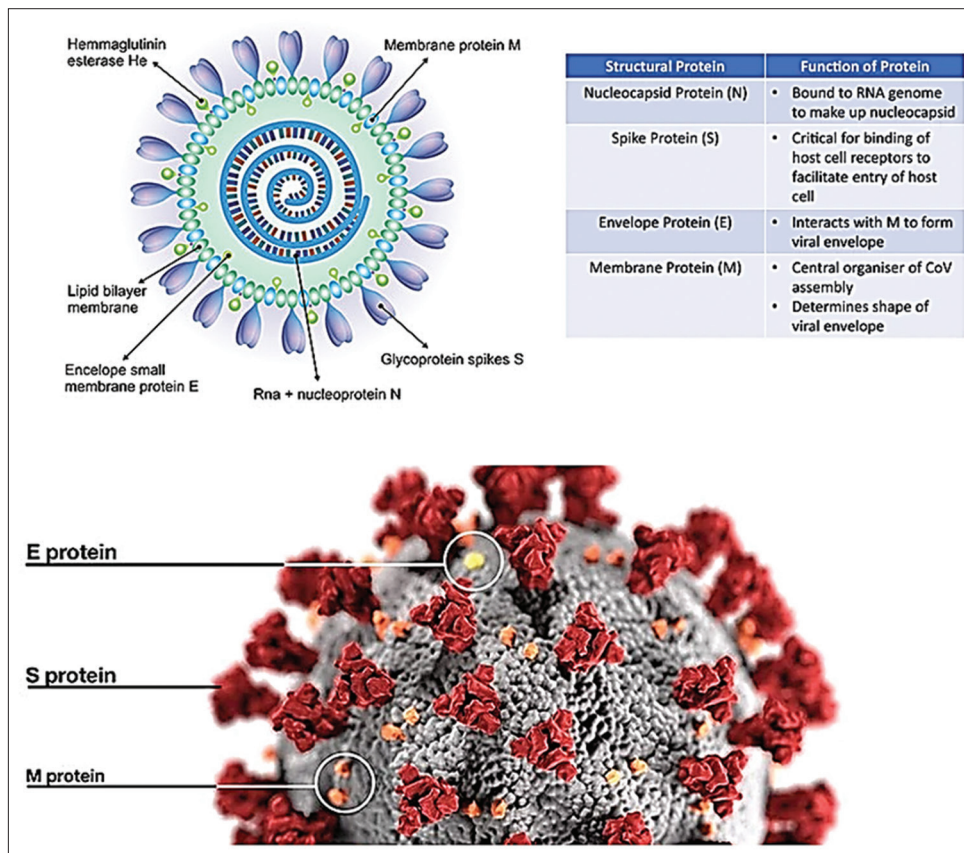 Hemmaglutinin
esterase He
Membrane protein M
Lipid bilayer
membrane
Encelope small
membrane protein E
Rna + nucleoprotein N
Glycoprotein spikes S
Structural Protein
Function of Protein
Nucleocapsid Protein (N)
• Bound to RNA genome
to make up nucleocapsid
Spike Protein (S)
• Critical for binding of
host cell receptors to
facilitate entry of host
cell
Envelope Protein (E)
• Interacts with M to form
viral envelope
Membrane Protein (M)
• Central organiser of CoV
assembly
• Determines shape of
viral envelope
E protein
S protein
M protein